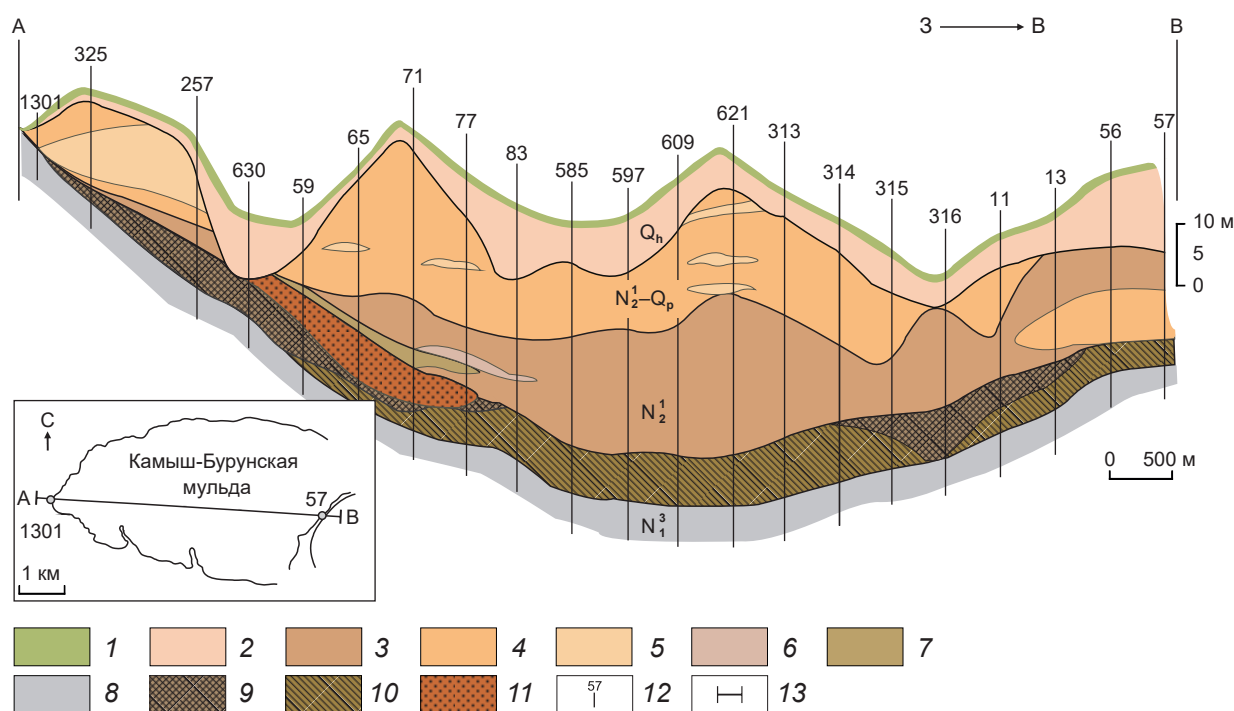 А
З В
В
325
1301
257
71
77
65
630
59
83
585
597
609
621
313
314
315
316
11
13
56
57
10 м
5
0
Qh
N₂¹–Qp
N₂¹
N₁³
0 500 м
С
Камыш-Бурунская
мульда
А
1301
57
В
1 км
1 2 3 4 5 6 7
8 9 10 11 57 12 13